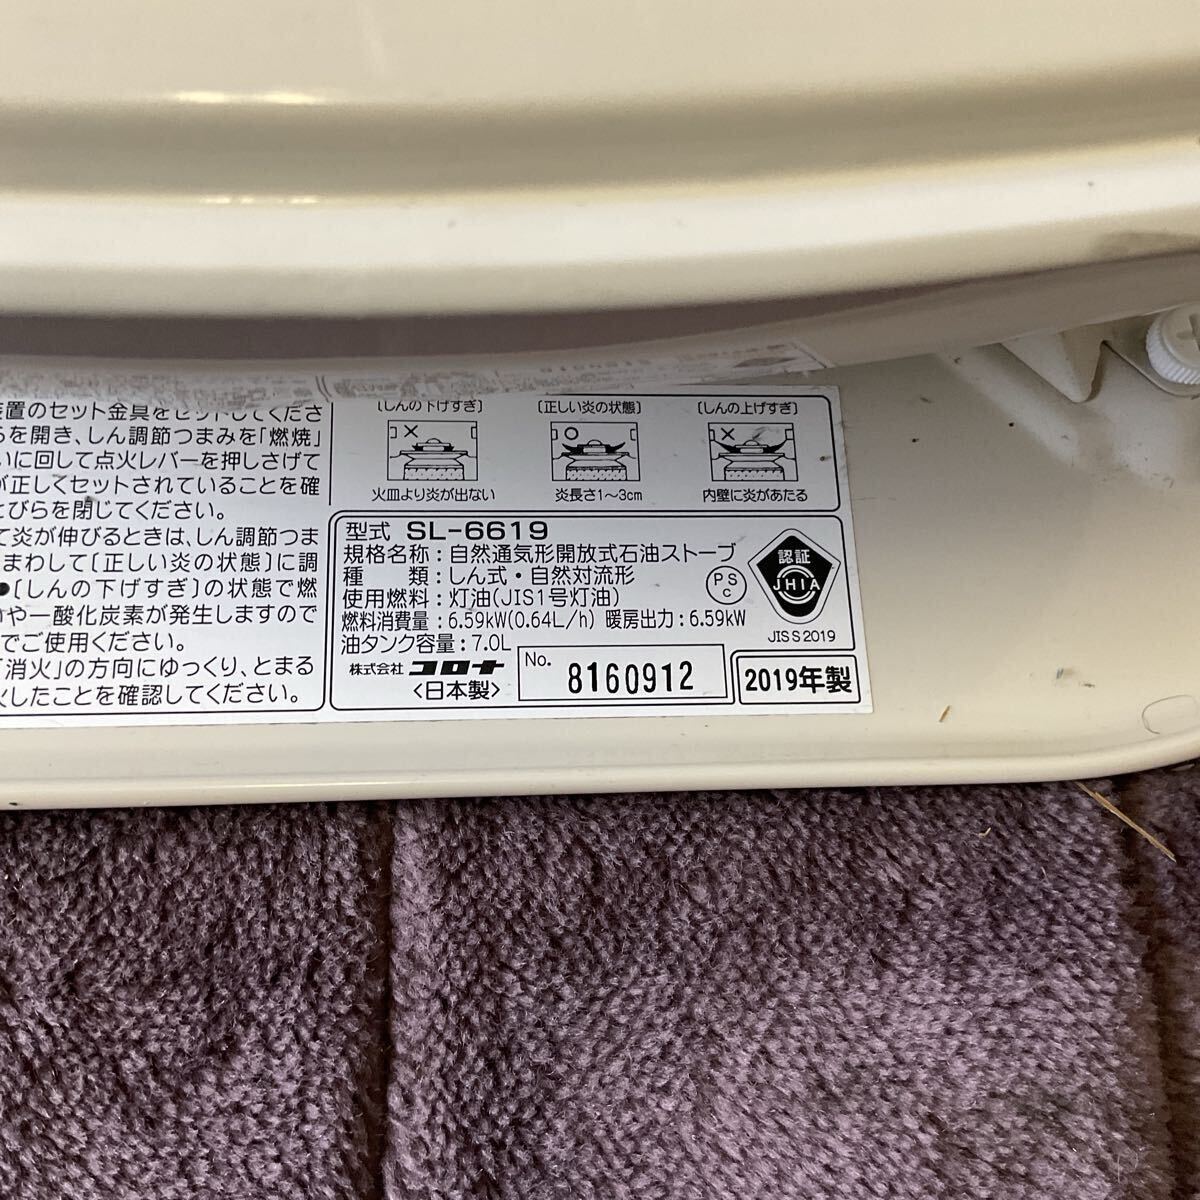 置のセット金具をセットしてくださ
らを開き、しん調節つまみを「燃焼」
いに回して点火レバーを押しさげて
が正しくセットされていることを確
とびらを閉じてください。
て炎が伸びるときは、しん調節つま
まわして〔正しい炎の状態〕に調
●〔しんの下げすぎ〕の状態で燃
や一酸化炭素が発生しますので
でご使用ください。
「消火」の方向にゆっくり、とまる
火したことを確認してください。
〔しんの下げすぎ〕
火皿より炎が出ない
〔正しい炎の状態〕
炎長さ1〜3cm
〔しんの上げすぎ〕
内壁に炎があたる
型式 SL-6619
規格名称：自然通気形開放式石油ストーブ
種 類：しん式・自然対流形
使用燃料：灯油(JIS1号灯油)
燃料消費量：6.59kW(0.64L/h) 暖房出力：6.59kW
油タンク容量：7.0L
株式会社 コロナ
〈日本製〉
No. 8160912
PS
C
認証
JHIA
JIS S 2019
2019年製